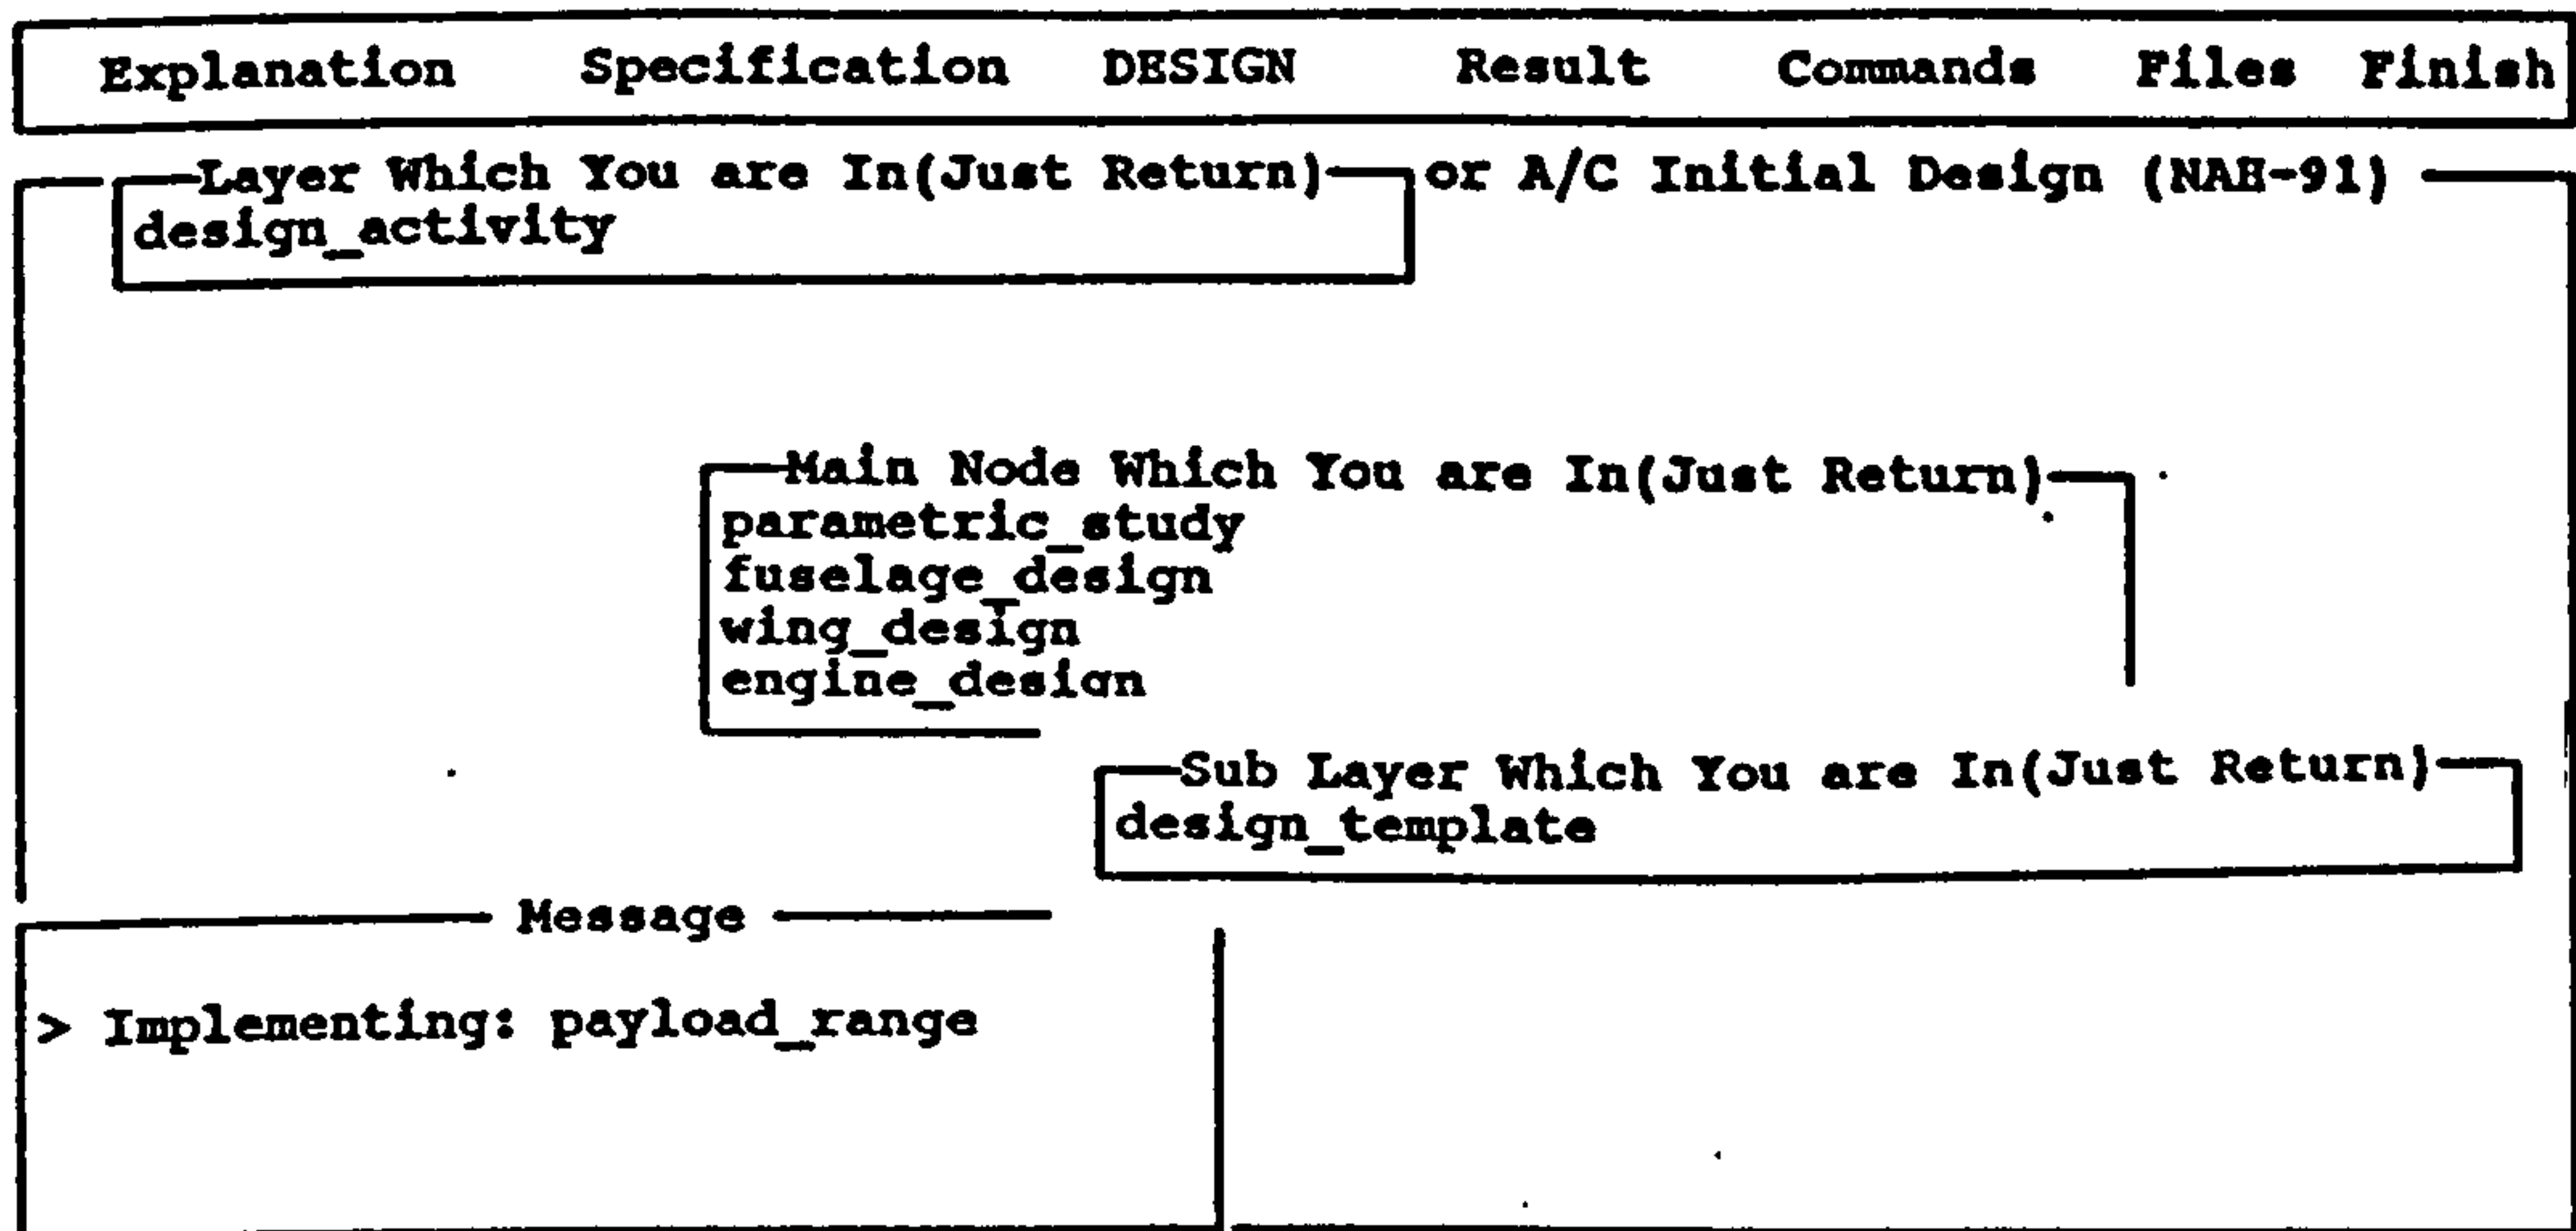 Explanation Specification DESIGN Result Commands Files Finish
Layer Which You are In(Just Return) or A/C Initial Design (NAH-91)
design_activity
Main Node Which You are In(Just Return)
parametric_study
fuselage_design
wing_design
engine_design
Sub Layer Which You are In(Just Return)
design_template
Message
> Implementing: payload_range